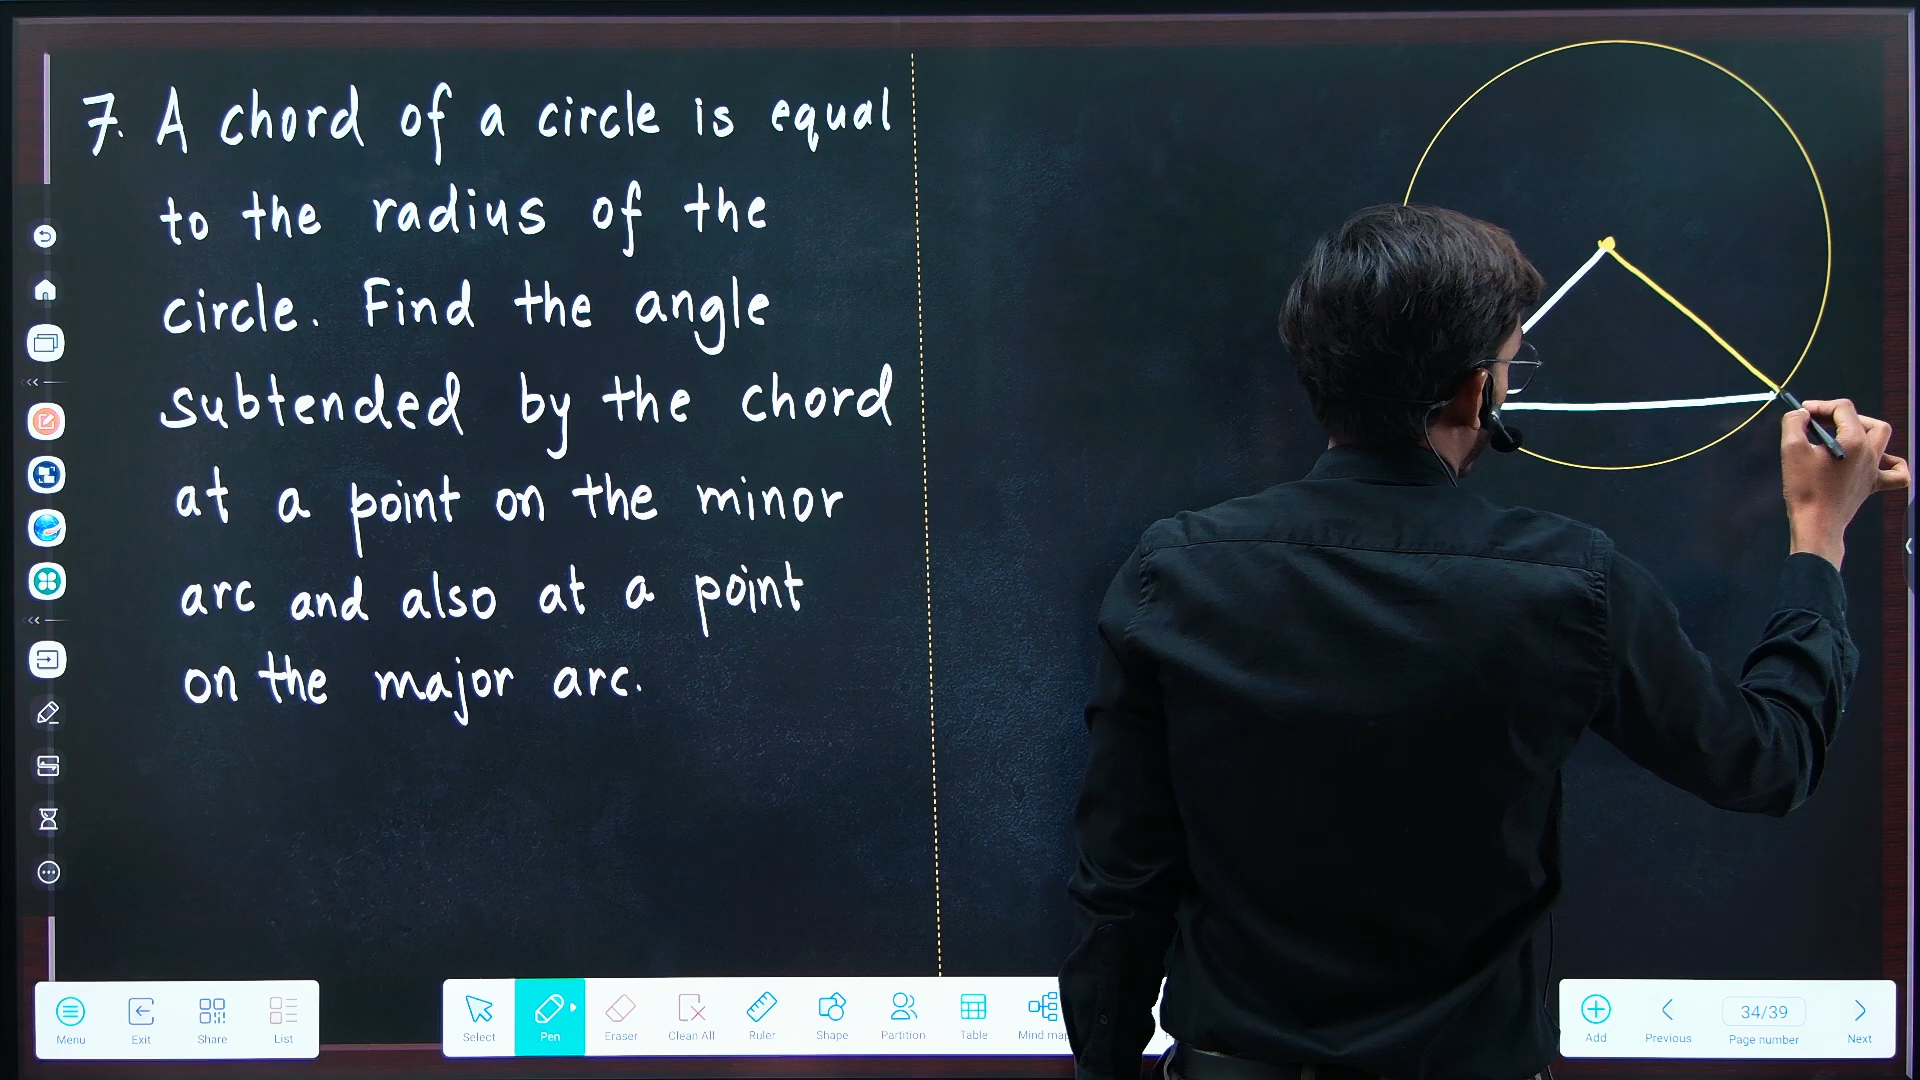 7. A chord of a circle is equal
to the radius of the
circle. Find the angle
subtended by the chord
at a point on the minor
arc and also at a point
on the major arc.
Menu Exit Share List
Select Pen Eraser Clean All Ruler Shape Partition Table Mind map
Add Previous 34/39 Page number Next